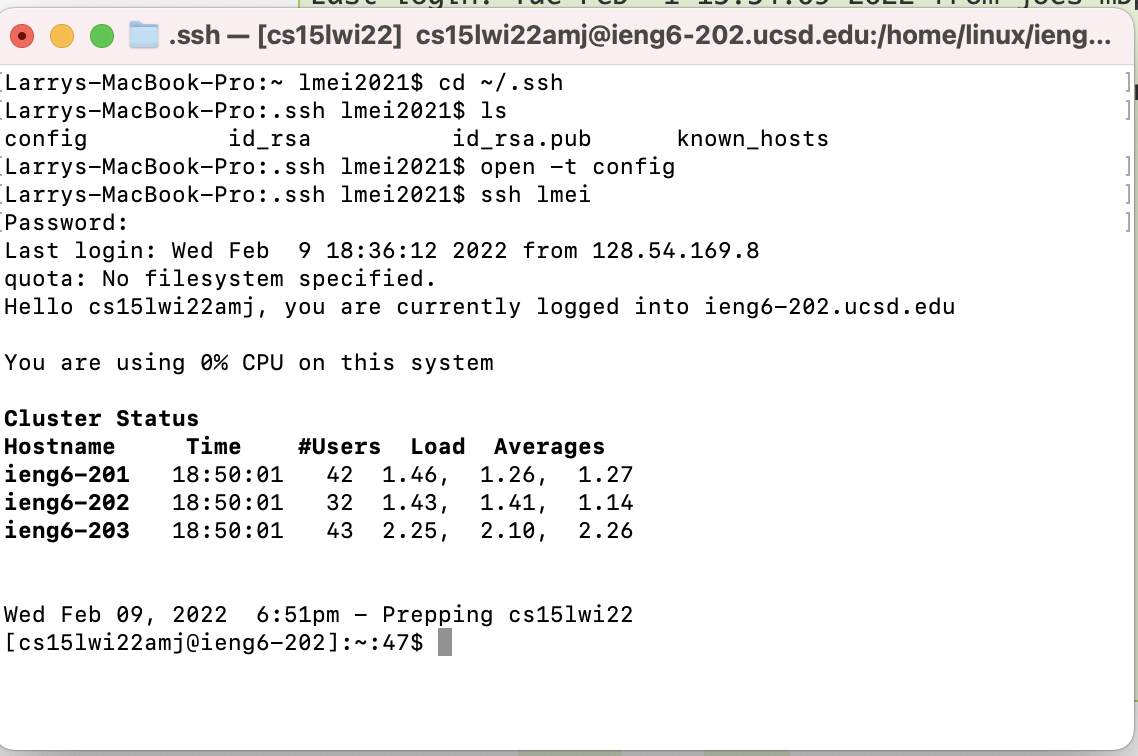 .ssh — [cs15lwi22] cs15lwi22amj@ieng6-202.ucsd.edu:/home/linux/ieng...
[Larrys-MacBook-Pro:~ lmei2021$ cd ~/.ssh ]
[Larrys-MacBook-Pro:.ssh lmei2021$ ls ]
config id_rsa id_rsa.pub known_hosts
[Larrys-MacBook-Pro:.ssh lmei2021$ open -t config ]
[Larrys-MacBook-Pro:.ssh lmei2021$ ssh lmei ]
[Password: ]
Last login: Wed Feb  9 18:36:12 2022 from 128.54.169.8
quota: No filesystem specified.
Hello cs15lwi22amj, you are currently logged into ieng6-202.ucsd.edu
You are using 0% CPU on this system
Cluster Status
Hostname Time #Users Load Averages
ieng6-201 18:50:01 42 1.46, 1.26, 1.27
ieng6-202 18:50:01 32 1.43, 1.41, 1.14
ieng6-203 18:50:01 43 2.25, 2.10, 2.26
Wed Feb 09, 2022  6:51pm - Prepping cs15lwi22
[cs15lwi22amj@ieng6-202]:~:47$